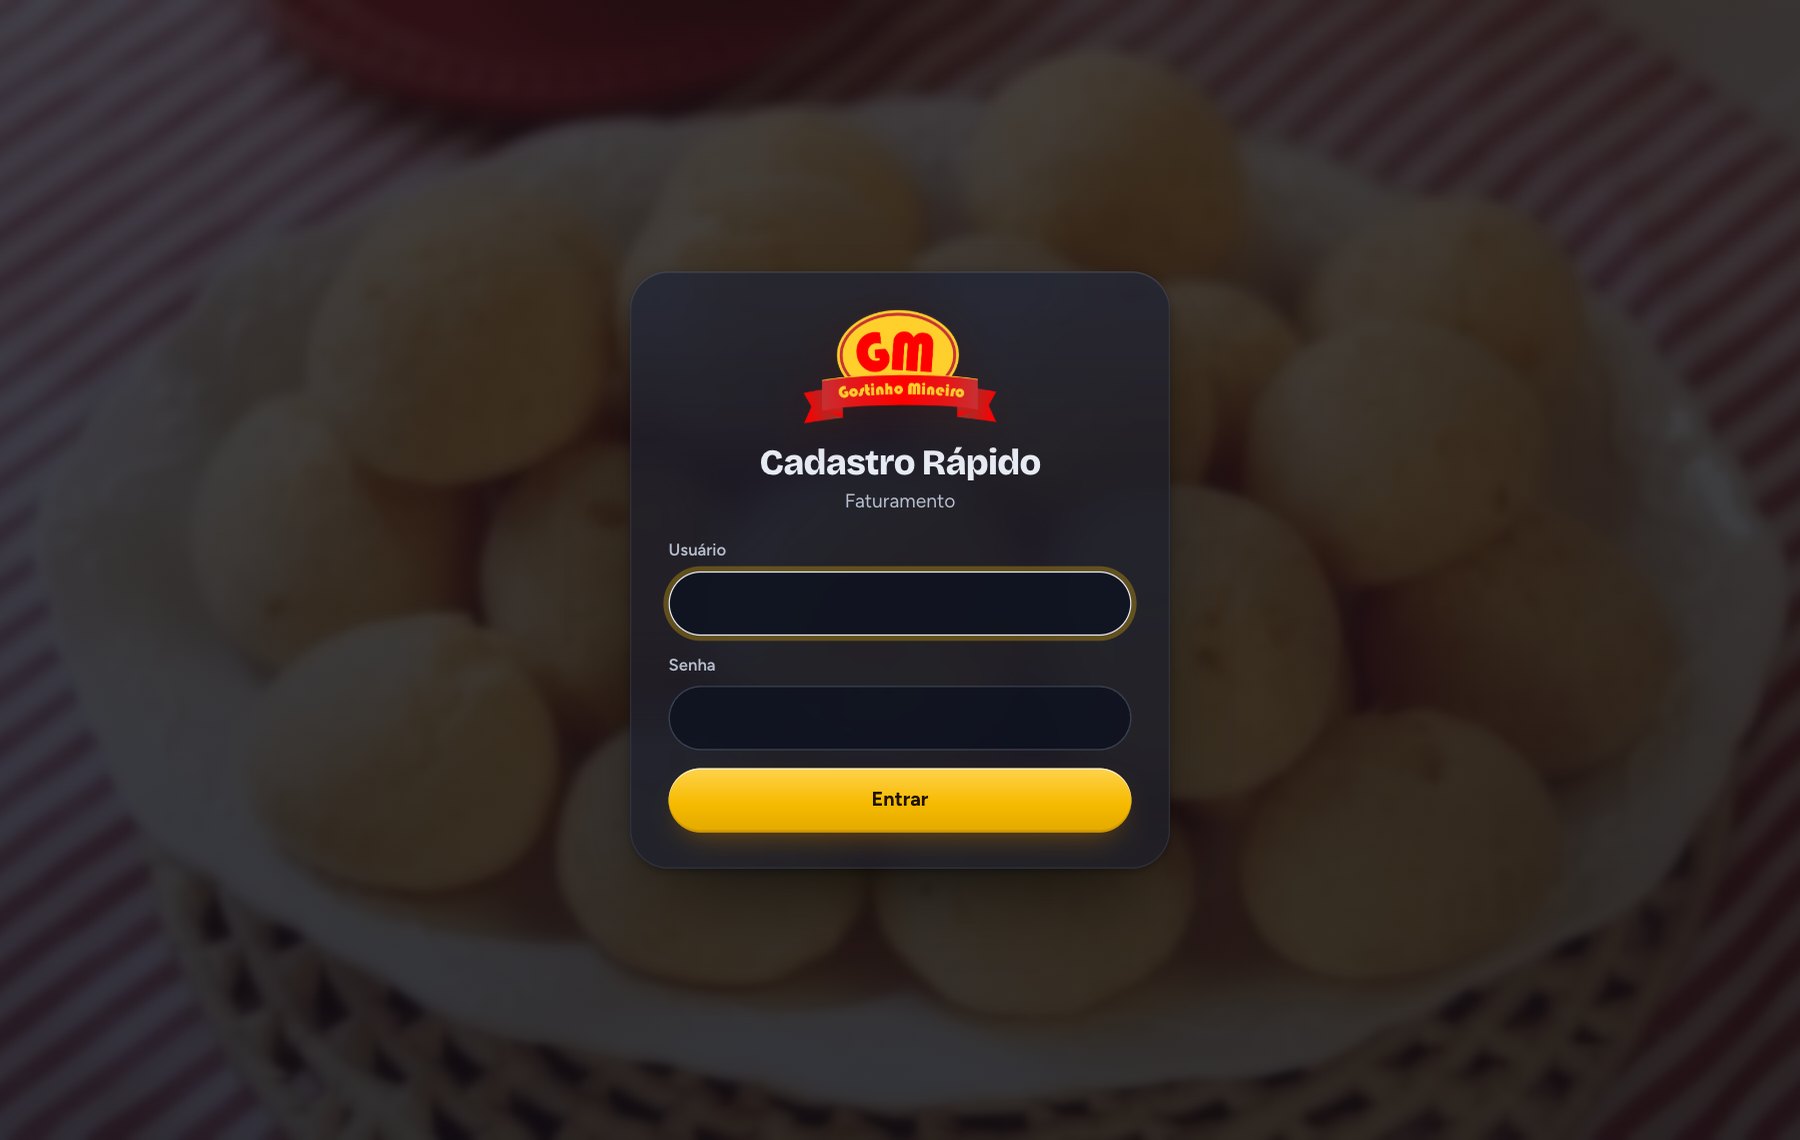 GM
Gostinho Mineiro
Cadastro Rápido
Faturamento
Usuário
Senha
Entrar